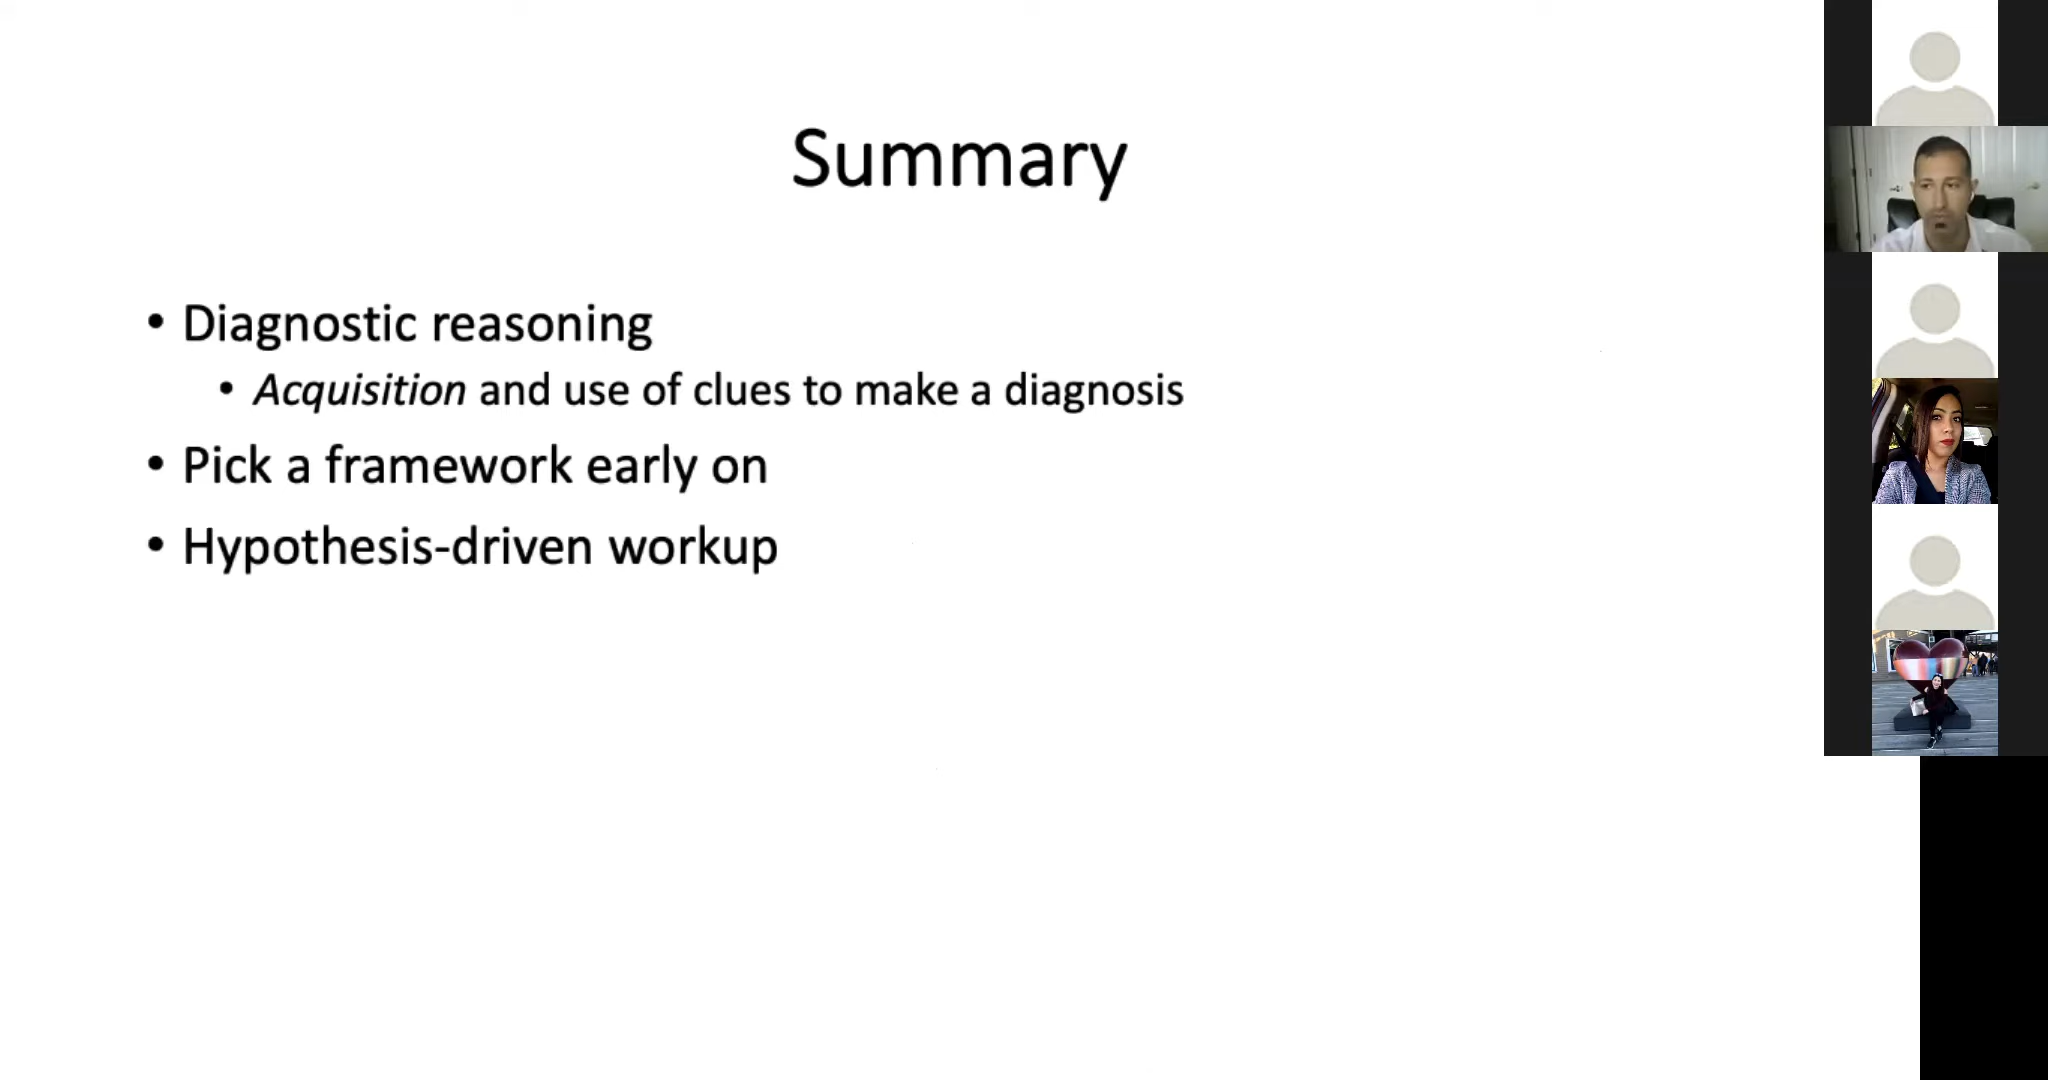 Summary
• Diagnostic reasoning
• Acquisition and use of clues to make a diagnosis
• Pick a framework early on
• Hypothesis-driven workup